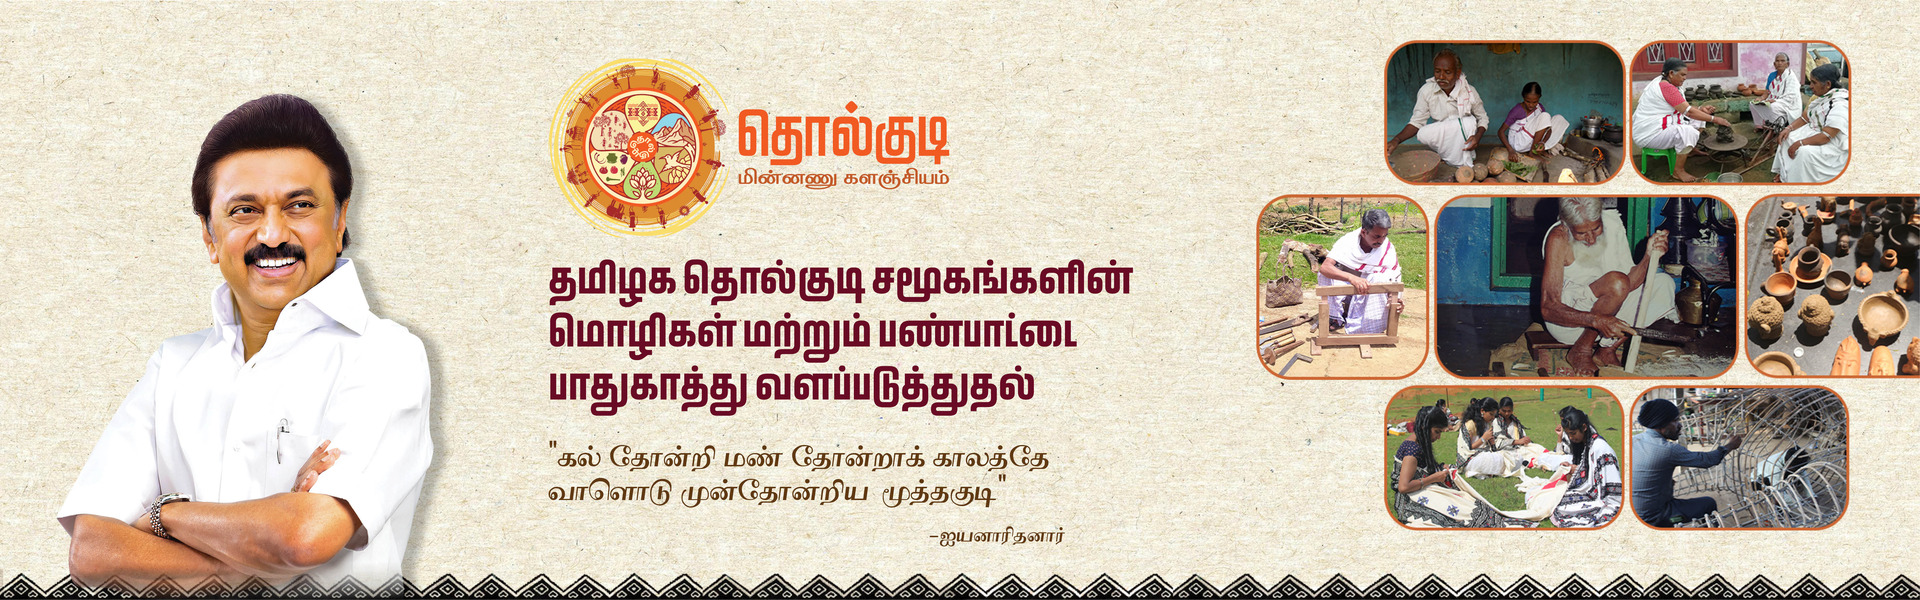 தொல்குடி
மின்னணு களஞ்சியம்
தமிழக தொல்குடி சமூகங்களின்
மொழிகள் மற்றும் பண்பாட்டை
பாதுகாத்து வளப்படுத்துதல்
"கல் தோன்றி மண் தோன்றாக் காலத்தே
வாளொடு முன்தோன்றிய மூத்தகுடி"
-ஐயனாரிதனார்